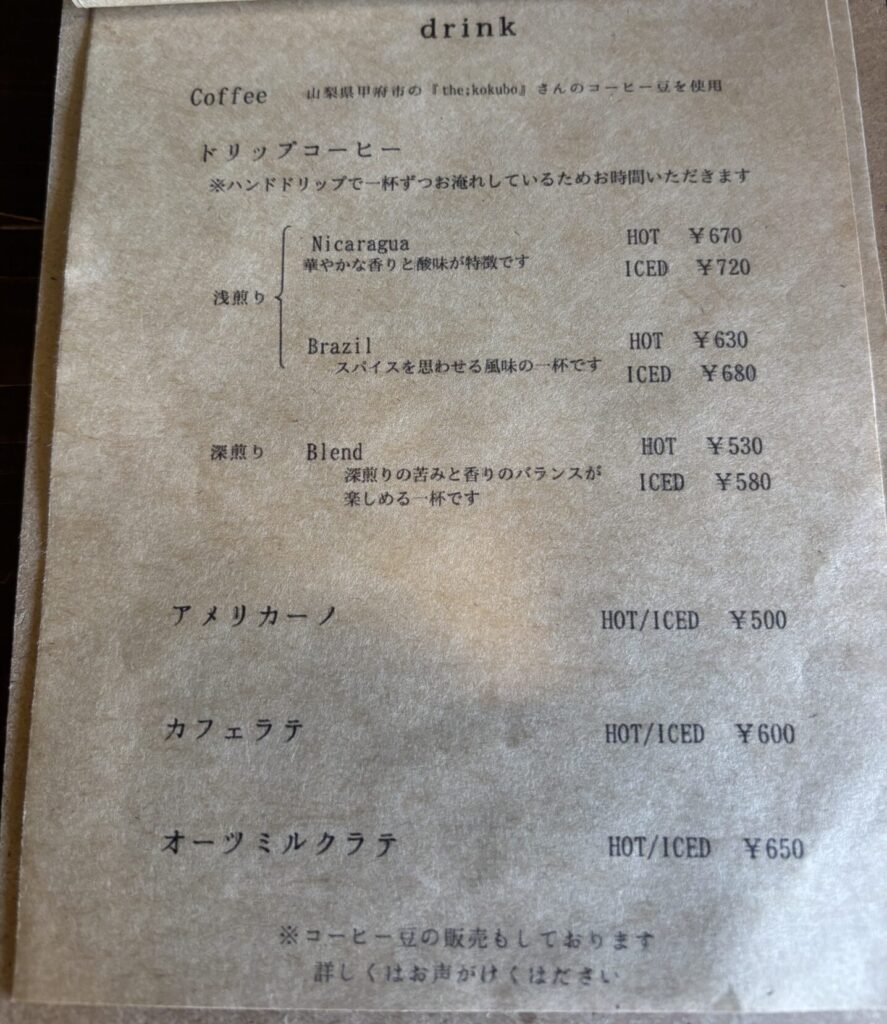 drink
Coffee 山梨県甲府市の『the;kokubo』さんのコーヒー豆を使用
ドリップコーヒー
※ハンドドリップで一杯ずつお淹れしているためお時間いただきます
浅煎り
Nicaragua HOT ¥670
華やかな香りと酸味が特徴です ICED ¥720
Brazil HOT ¥630
スパイスを思わせる風味の一杯です ICED ¥680
深煎り Blend HOT ¥530
深煎りの苦みと香りのバランスが ICED ¥580
楽しめる一杯です
アメリカーノ HOT/ICED ¥500
カフェラテ HOT/ICED ¥600
オーツミルクラテ HOT/ICED ¥650
※コーヒー豆の販売もしております
詳しくはお声がけくはださい